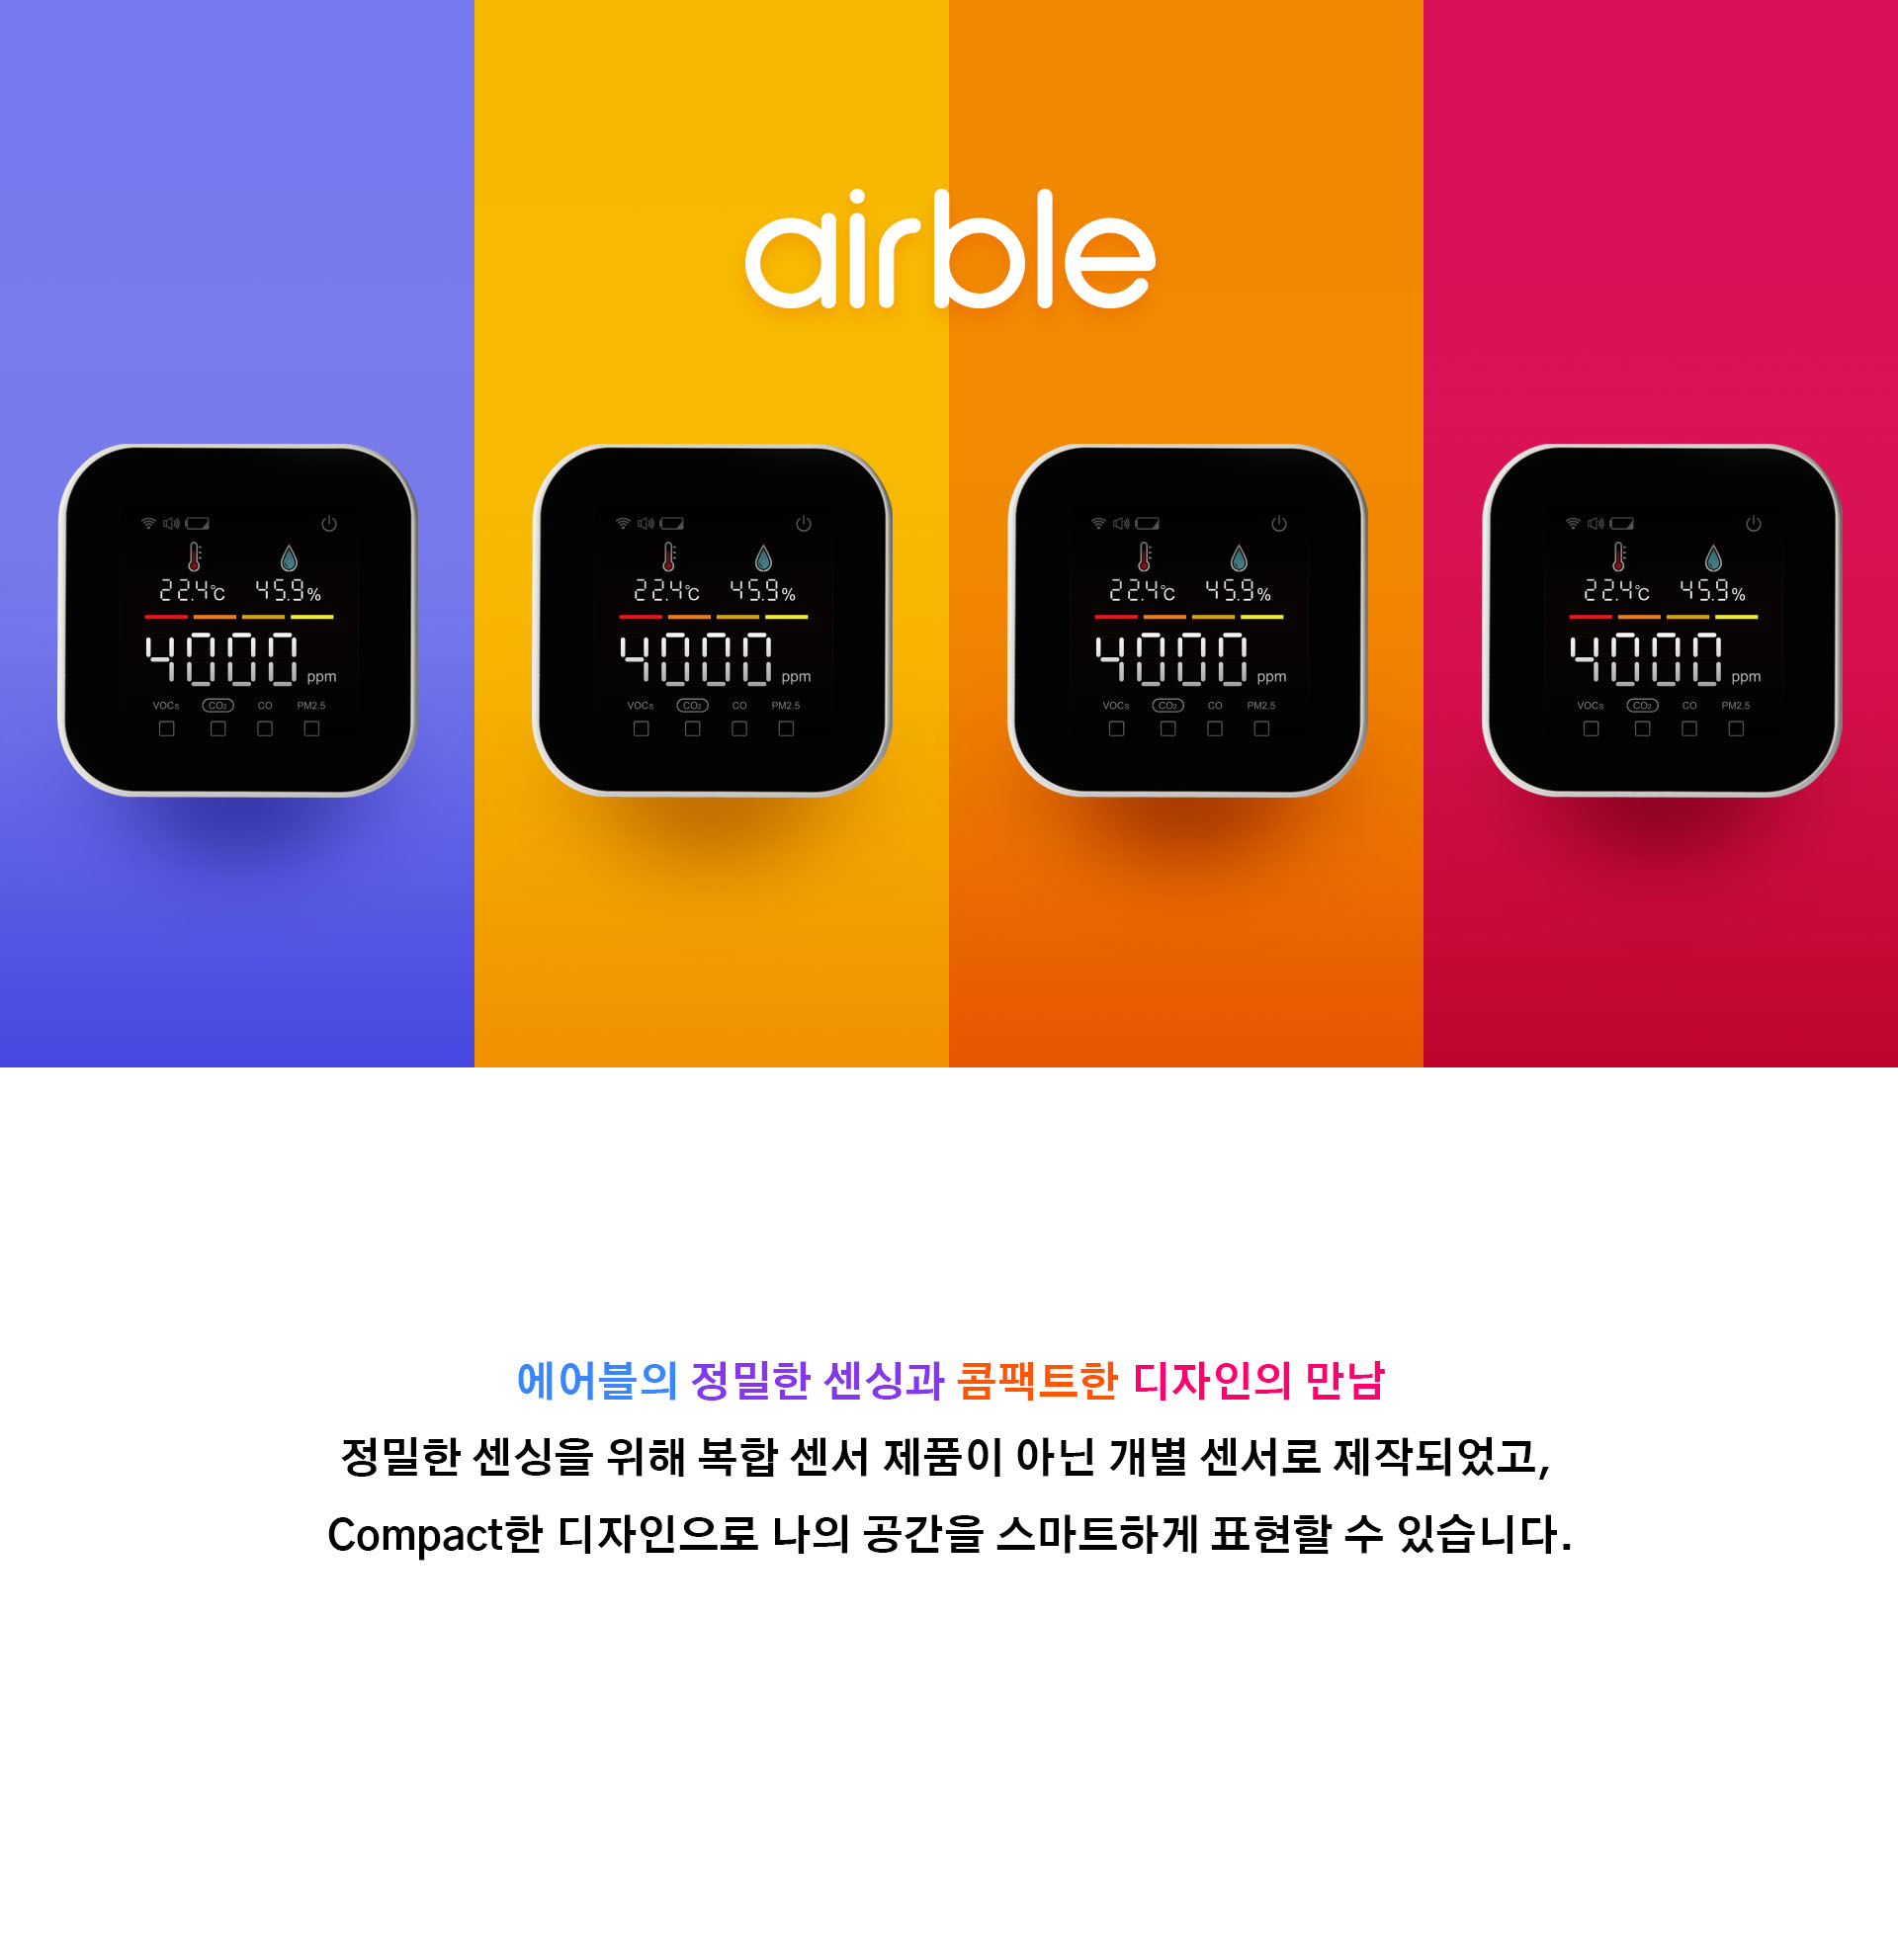 airble
22.4℃ 45.9%
4000 ppm
VOCs CO₂ CO PM2.5
22.4℃ 45.9%
4000 ppm
VOCs CO₂ CO PM2.5
22.4℃ 45.9%
4000 ppm
VOCs CO₂ CO PM2.5
22.4℃ 45.9%
4000 ppm
VOCs CO₂ CO PM2.5
에어블의 정밀한 센싱과 콤팩트한 디자인의 만남
정밀한 센싱을 위해 복합 센서 제품이 아닌 개별 센서로 제작되었고,
Compact한 디자인으로 나의 공간을 스마트하게 표현할 수 있습니다.